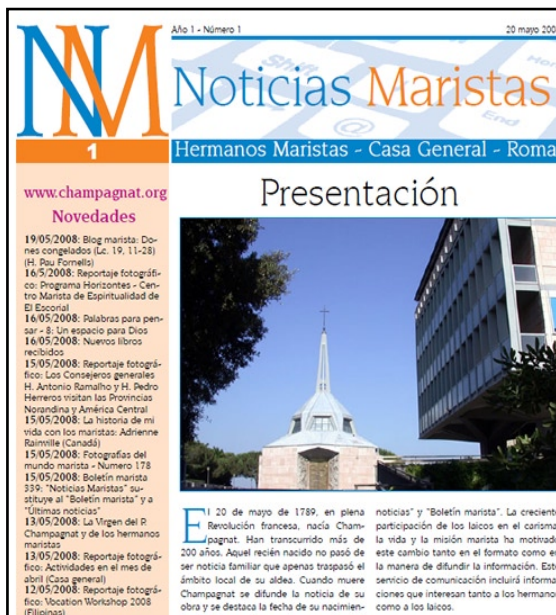 NM
Año 1 - Número 1
20 mayo 200
Shift
Home
@
End
Noticias Maristas
1
Hermanos Maristas - Casa General - Roma
www.champagnat.org
Novedades
19/05/2008: Blog marista: Do-
nes congelados (Lc. 19, 11-28)
(H. Pau Fornells)
16/5/2008: Reportaje fotográfi-
co: Programa Horizontes - Cen-
tro Marista de Espiritualidad de
El Escorial
16/05/2008: Palabras para pen-
sar - 8: Un espacio para Dios
16/05/2008: Nuevos libros
recibidos
15/05/2008: Reportaje fotográ-
fico: Los Consejeros generales
H. Antonio Ramalho y H. Pedro
Herreros visitan las Provincias
Norandina y América Central
15/05/2008: La historia de mi
vida con los maristas: Adrienne
Rainville (Canadá)
15/05/2008: Fotografías del
mundo marista - Numero 178
15/05/2008: Boletín marista
339: "Noticias Maristas" su-
stituye al "Boletín marista" y a
"Últimas noticias"
13/05/2008: La Virgen del P.
Champagnat y de los hermanos
maristas
13/05/2008: Reportaje fotográ-
fico: Actividades en el mes de
abril (Casa general)
12/05/2008: Reportaje fotográ-
fico: Vocation Workshop 2008
(Filipinas)
Presentación
El 20 de mayo de 1789, en plena
Revolución francesa, nacía Cham-
pagnat. Han transcurrido más de
200 años. Aquel recién nacido no pasó de
ser noticia familiar que apenas traspasó el
ámbito local de su aldea. Cuando muere
Champagnat se difunde la noticia de su
obra y se destaca la fecha de su nacimien-
noticias" y "Boletín marista". La creciente
participación de los laicos en el carisma,
la vida y la misión marista ha motivado
este cambio tanto en el formato como en
la manera de difundir la información. Este
servicio de comunicación incluirá informa-
ciones que interesan tanto a los hermanos
como a los laicos.